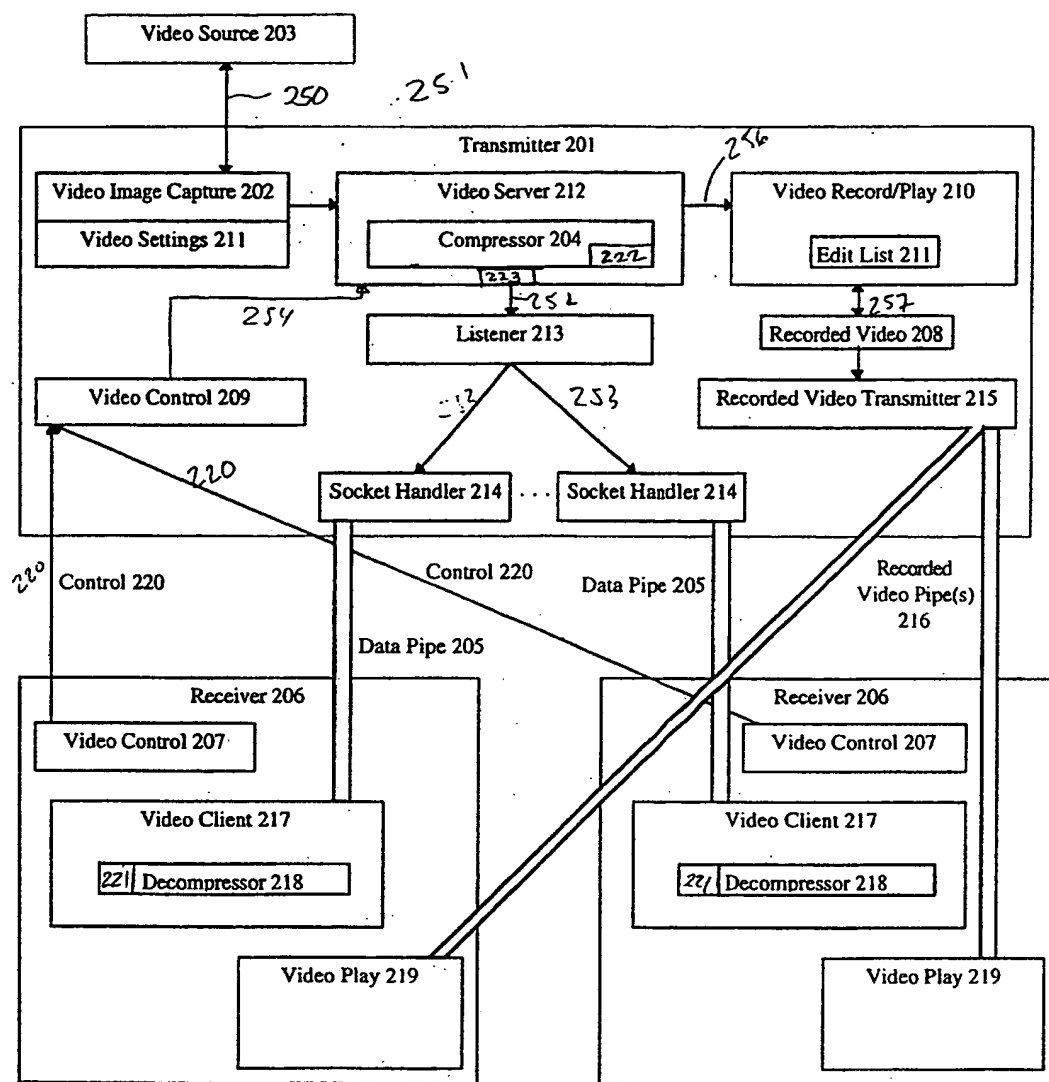 Video Source 203
250
251
Transmitter 201
256
Video Image Capture 202
Video Settings 211
Video Server 212
Compressor 204
222
223
Video Record/Play 210
Edit List 211
254
252
257
Listener 213
Recorded Video 208
253
Video Control 209
Recorded Video Transmitter 215
220
Socket Handler 214
...
Socket Handler 214
220
Control 220
Control 220
Data Pipe 205
Recorded
Video Pipe(s)
216
Data Pipe 205
Receiver 206
Video Control 207
Video Client 217
221
Decompressor 218
Video Play 219
Receiver 206
Video Control 207
Video Client 217
221
Decompressor 218
Video Play 219